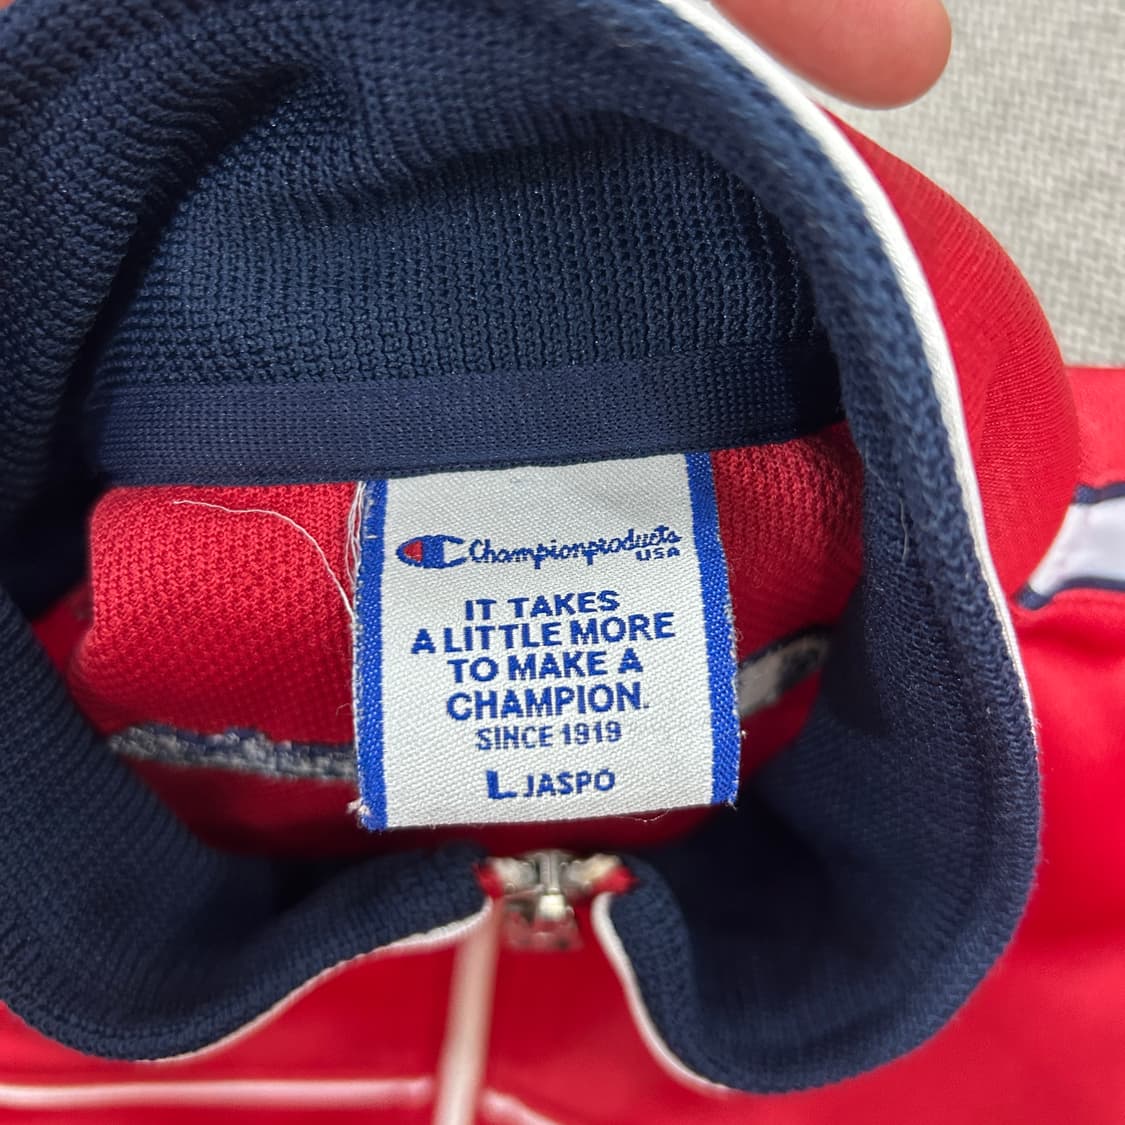 Championproducts
USA
IT TAKES
A LITTLE MORE
TO MAKE A
CHAMPION.
SINCE 1919
L JASPO